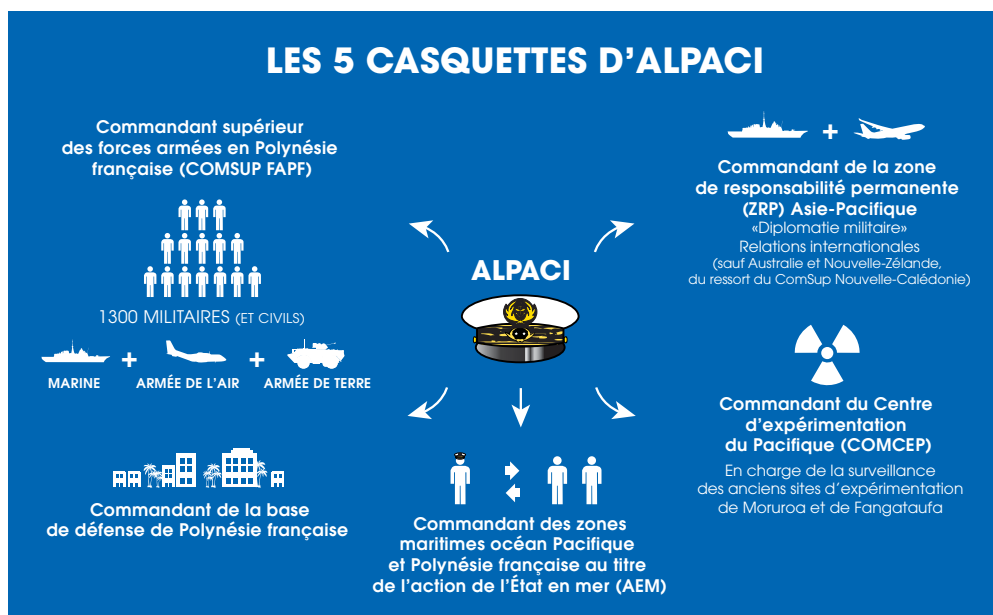 LES 5 CASQUETTES D'ALPACI
Commandant supérieur
des forces armées en Polynésie
française (COMSUP FAPF)
1300 MILITAIRES (ET CIVILS)
+
+
MARINE
ARMÉE DE L'AIR
ARMÉE DE TERRE
+
Commandant de la zone
de responsabilité permanente
(ZRP) Asie-Pacifique
«Diplomatie militaire»
Relations internationales
(sauf Australie et Nouvelle-Zélande,
du ressort du ComSup Nouvelle-Calédonie)
ALPACI
Commandant de la base
de défense de Polynésie française
Commandant des zones
maritimes océan Pacifique
et Polynésie française au titre
de l'action de l'État en mer (AEM)
Commandant du Centre
d'expérimentation
du Pacifique (COMCEP)
En charge de la surveillance
des anciens sites d'expérimentation
de Moruroa et de Fangataufa